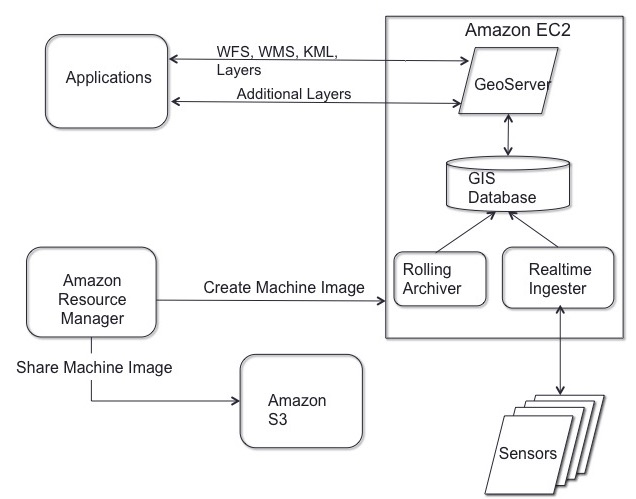 Amazon EC2
Applications
WFS, WMS, KML,
Layers
GeoServer
Additional Layers
GIS
Database
Rolling
Archiver
Realtime
Ingester
Amazon
Resource
Manager
Create Machine Image
Share Machine Image
Amazon
S3
Sensors